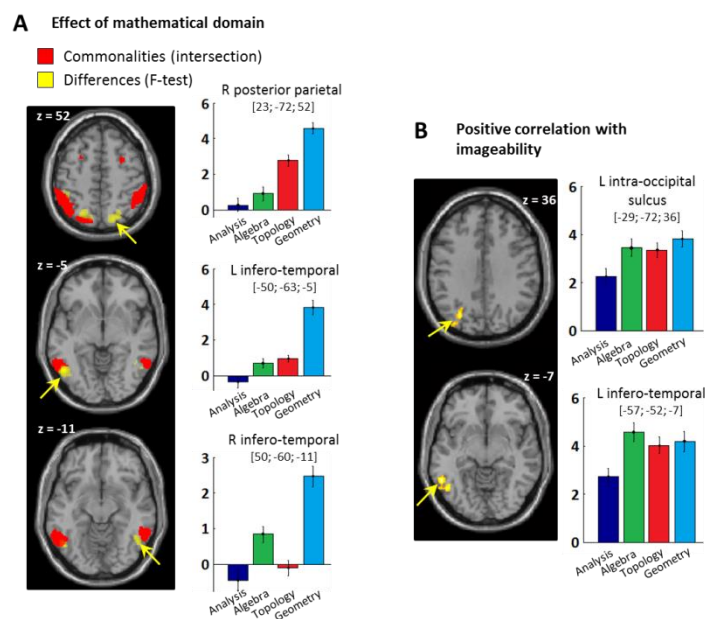 A Effect of mathematical domain
Commonalities (intersection)
Differences (F-test)
z = 52
R posterior parietal
[23; -72; 52]
6
4
2
0
Analysis
Algebra
Topology
Geometry
z = -5
L infero-temporal
[-50; -63; -5]
6
4
2
0
Analysis
Algebra
Topology
Geometry
z = -11
R infero-temporal
[50; -60; -11]
3
2
1
0
Analysis
Algebra
Topology
Geometry
B Positive correlation with
imageability
z = 36
L intra-occipital
sulcus
[-29; -72; 36]
6
4
2
0
Analysis
Algebra
Topology
Geometry
z = -7
L infero-temporal
[-57; -52; -7]
6
4
2
0
Analysis
Algebra
Topology
Geometry